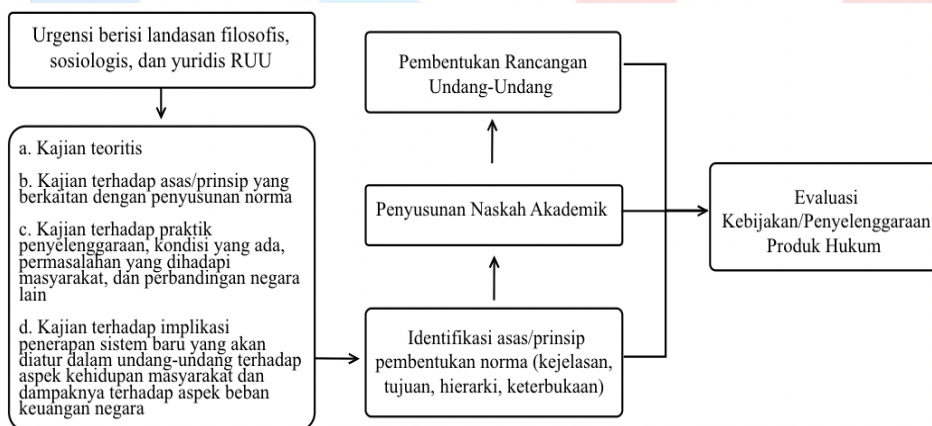 Urgensi berisi landasan filosofis,
sosiologis, dan yuridis RUU
a. Kajian teoritis
b. Kajian terhadap asas/prinsip yang
berkaitan dengan penyusunan norma
c. Kajian terhadap praktik
penyelenggaraan, kondisi yang ada,
permasalahan yang dihadapi
masyarakat, dan perbandingan negara
lain
d. Kajian terhadap implikasi
penerapan sistem baru yang akan
diatur dalam undang-undang terhadap
aspek kehidupan masyarakat dan
dampaknya terhadap aspek beban
keuangan negara
Pembentukan Rancangan
Undang-Undang
Penyusunan Naskah Akademik
Identifikasi asas/prinsip
pembentukan norma (kejelasan,
tujuan, hierarki, keterbukaan)
Evaluasi
Kebijakan/Penyelenggaraan
Produk Hukum